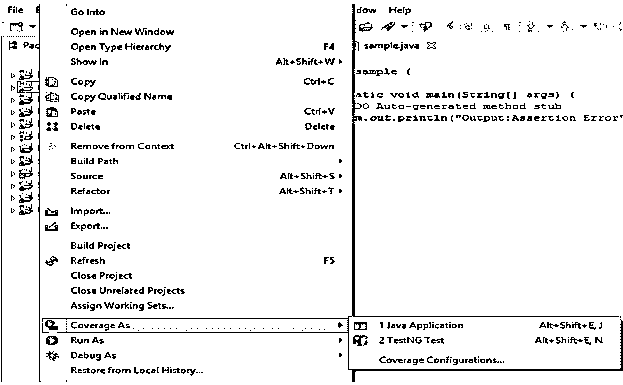 File
Go Into
dow Help
Open in New Window
Open Type Hierarchy F4
Show In Alt+Shift+W
Pac
sample.java
Copy Ctrl+C
Copy Qualified Name
Paste Ctrl+V
Delete Delete
Remove from Context Ctrl+Alt+Shift+Down
Build Path
Source Alt+Shift+S
Refactor Alt+Shift+T
Import...
Export...
Build Project
Refresh F5
Close Project
Close Unrelated Projects
Assign Working Sets...
Coverage As
Run As
Debug As
Restore from Local History...
sample {
atic void main(String[] args) {
DO Auto-generated method stub
m.out.println("Output:Assertion Error"
1 Java Application Alt+Shift+E, J
2 TestNG Test Alt+Shift+E, N
Coverage Configurations...